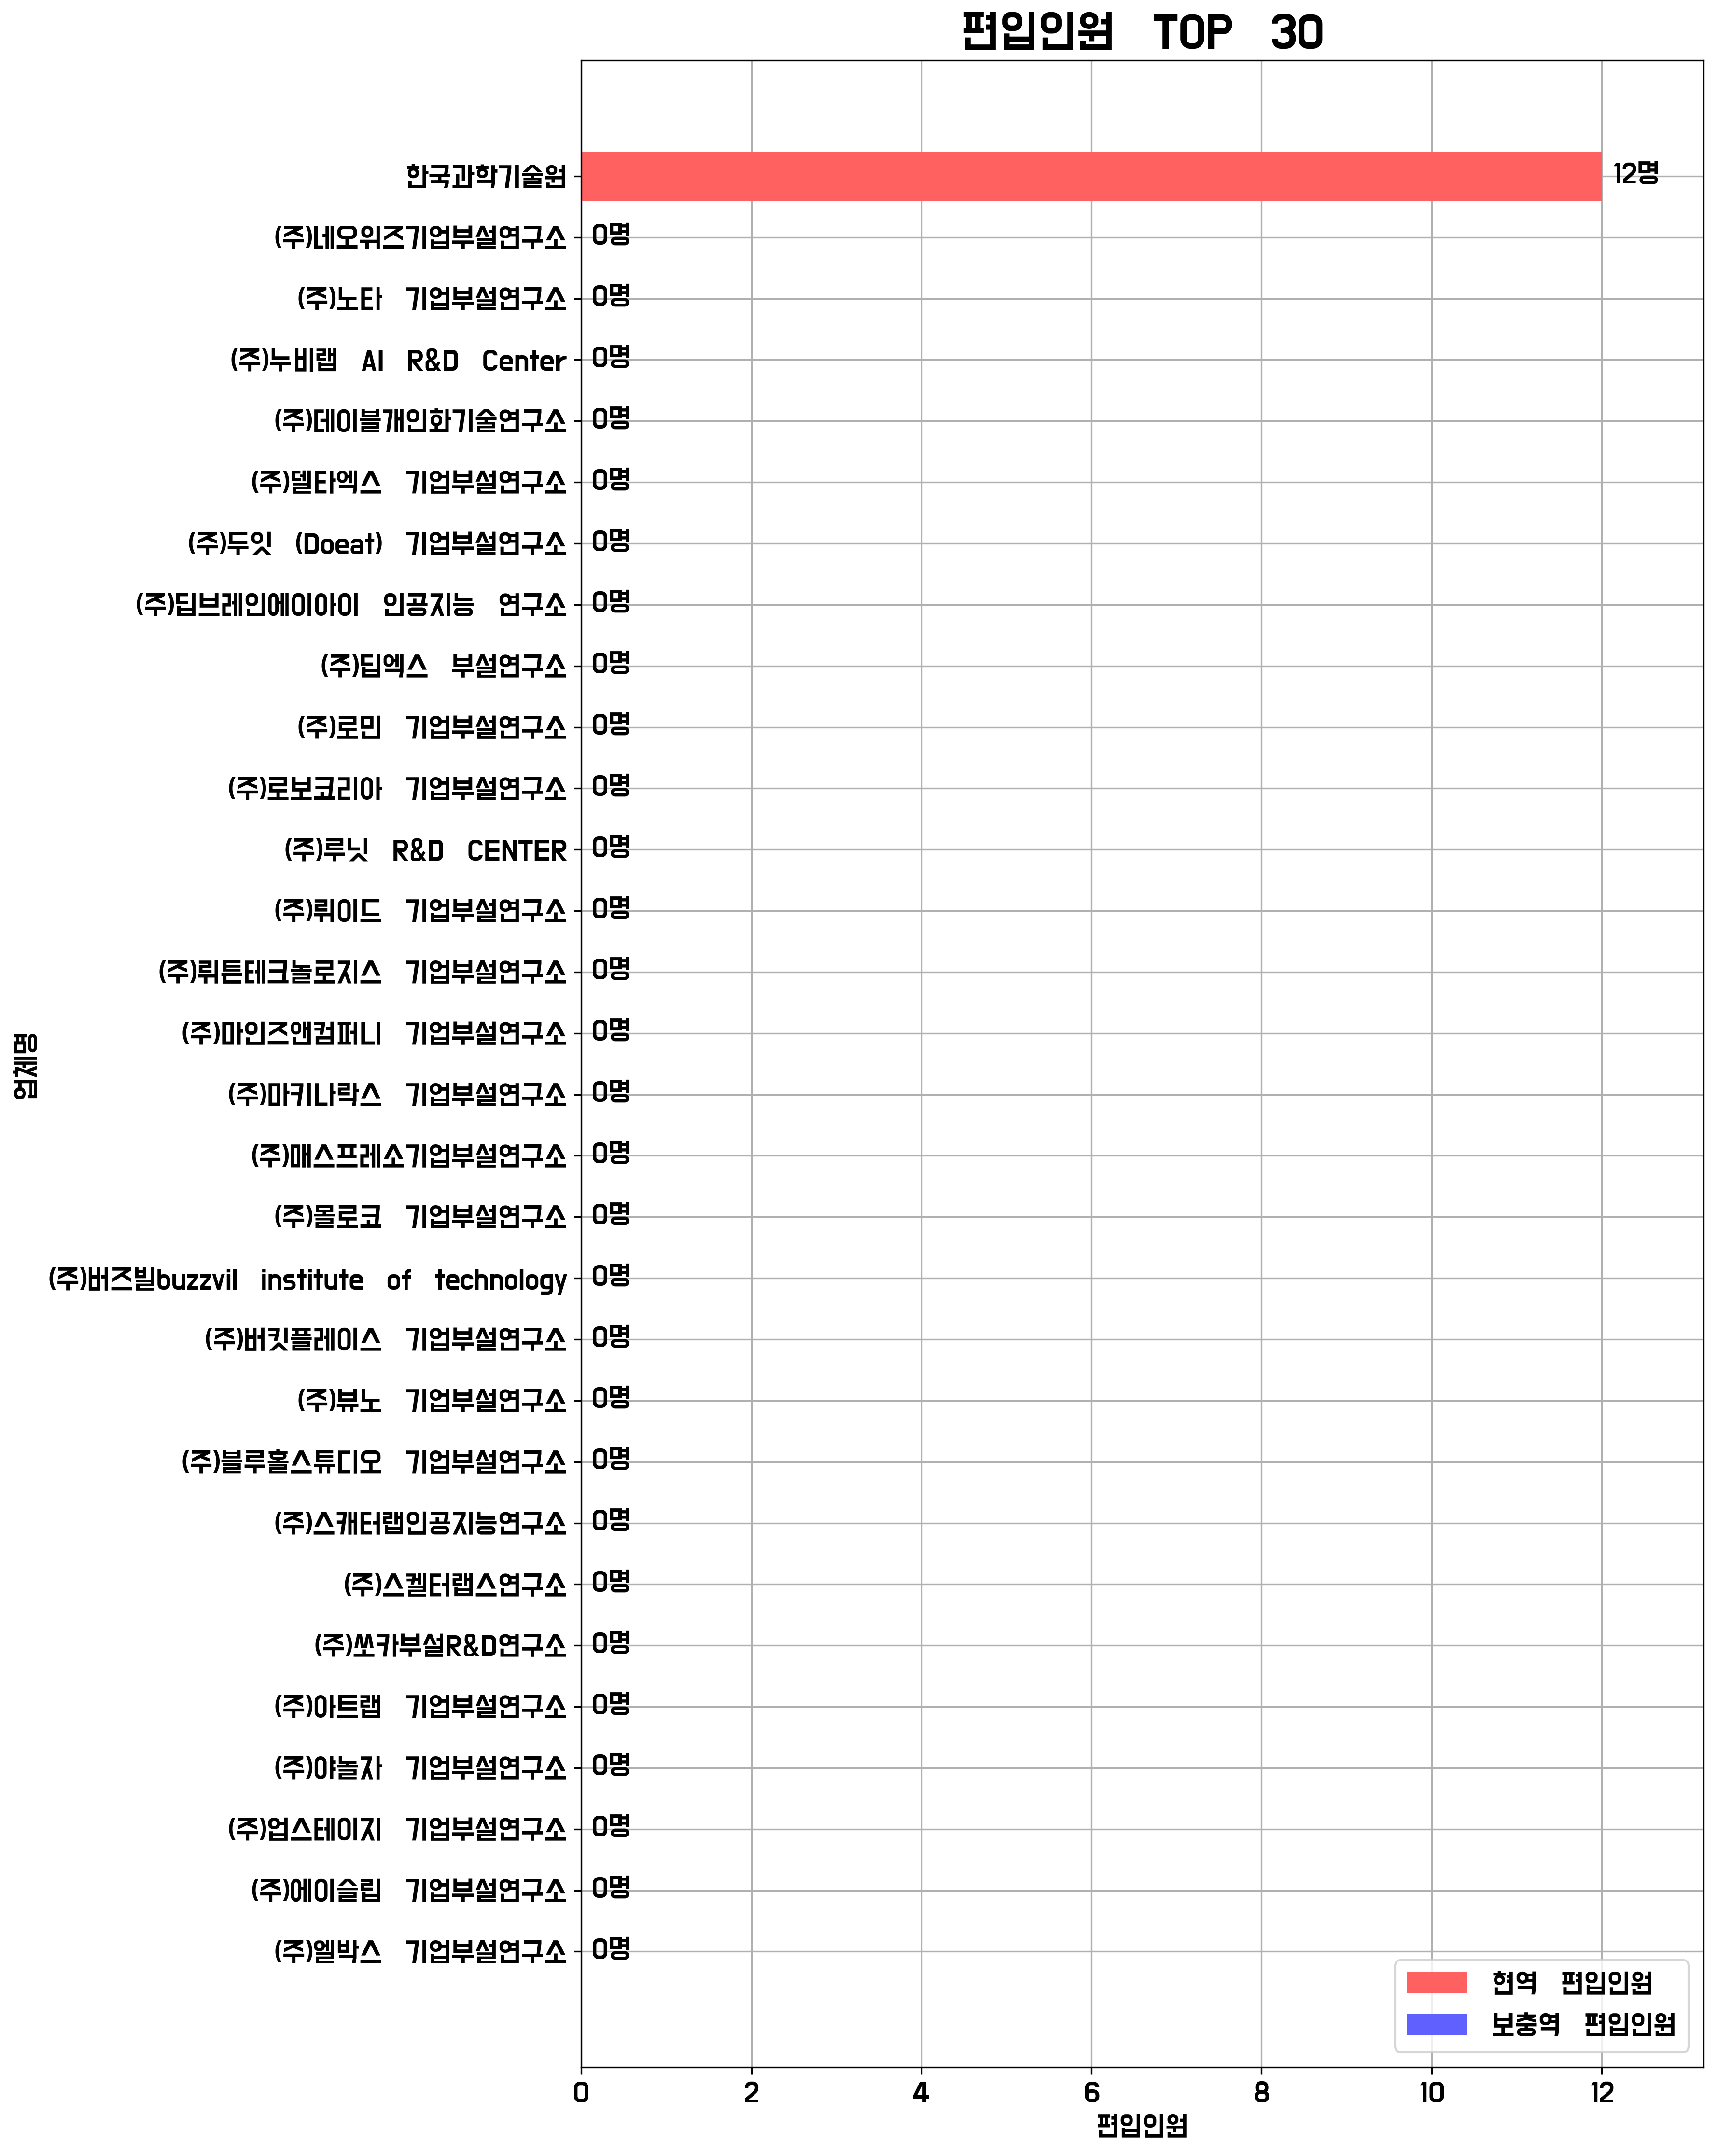 편입인원 TOP 30
한국과학기술원 12명
(주)네오위즈기업부설연구소 0명
(주)노타 기업부설연구소 0명
(주)누비랩 AI R&D Center 0명
(주)데이블개인화기술연구소 0명
(주)델타엑스 기업부설연구소 0명
(주)두잇 (Doeat) 기업부설연구소 0명
(주)딥브레인에이아이 인공지능 연구소 0명
(주)딥엑스 부설연구소 0명
(주)로민 기업부설연구소 0명
(주)로보코리아 기업부설연구소 0명
(주)루닛 R&D CENTER 0명
(주)뤼이드 기업부설연구소 0명
(주)뤼튼테크놀로지스 기업부설연구소 0명
(주)마인즈앤컴퍼니 기업부설연구소 0명
(주)마키나락스 기업부설연구소 0명
(주)매스프레소기업부설연구소 0명
(주)몰로코 기업부설연구소 0명
(주)버즈빌buzzvil institute of technology 0명
(주)버킷플레이스 기업부설연구소 0명
(주)뷰노 기업부설연구소 0명
(주)블루홀스튜디오 기업부설연구소 0명
(주)스캐터랩인공지능연구소 0명
(주)스켈터랩스연구소 0명
(주)쏘카부설R&D연구소 0명
(주)아트랩 기업부설연구소 0명
(주)야놀자 기업부설연구소 0명
(주)업스테이지 기업부설연구소 0명
(주)에이슬립 기업부설연구소 0명
(주)엘박스 기업부설연구소 0명
업체명
현역 편입인원
보충역 편입인원
0 2 4 6 8 10 12
편입인원